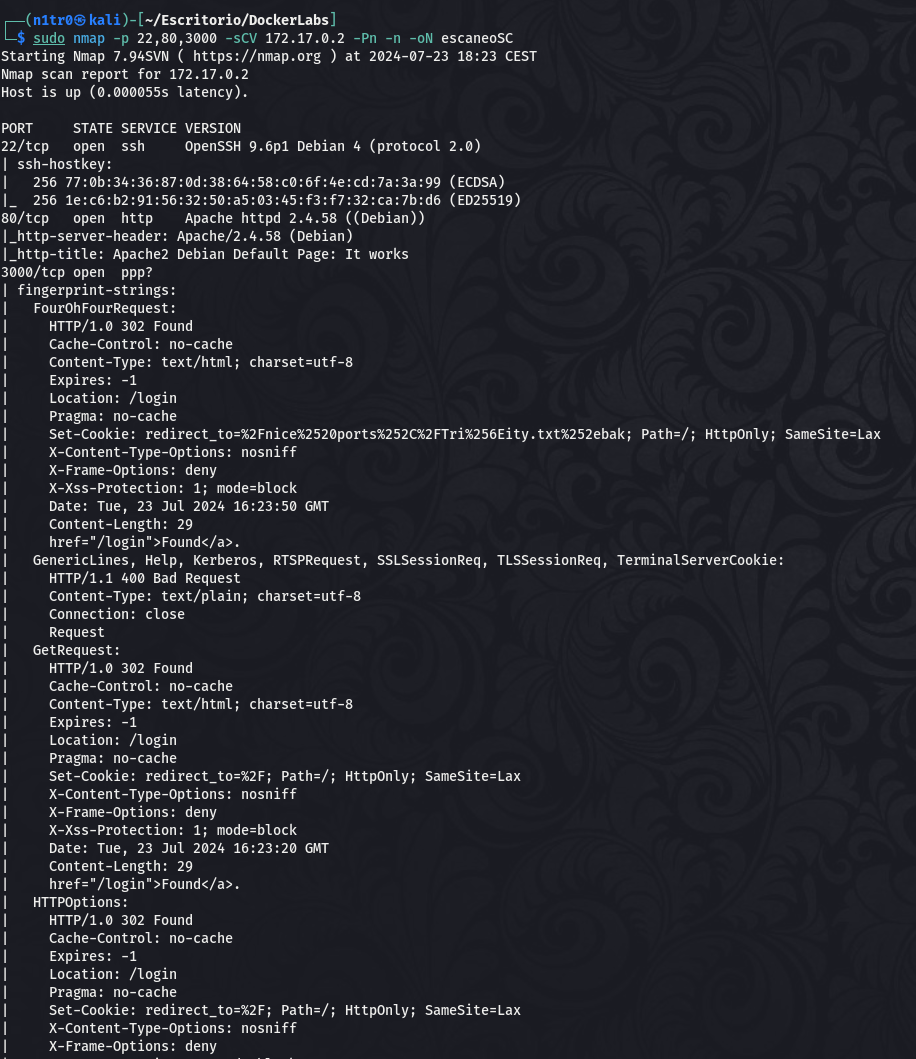 ┌──(n1tr0㉿kali)-[~/Escritorio/DockerLabs]
└─$ sudo nmap -p 22,80,3000 -sCV 172.17.0.2 -Pn -n -oN escaneoSC
Starting Nmap 7.94SVN ( https://nmap.org ) at 2024-07-23 18:23 CEST
Nmap scan report for 172.17.0.2
Host is up (0.000055s latency).

PORT     STATE SERVICE VERSION
22/tcp   open  ssh     OpenSSH 9.6p1 Debian 4 (protocol 2.0)
| ssh-hostkey:
|   256 77:0b:34:36:87:0d:38:64:58:c0:6f:4e:cd:7a:3a:99 (ECDSA)
|_  256 1e:c6:b2:91:56:32:50:a5:03:45:f3:f7:32:ca:7b:d6 (ED25519)
80/tcp   open  http    Apache httpd 2.4.58 ((Debian))
|_http-server-header: Apache/2.4.58 (Debian)
|_http-title: Apache2 Debian Default Page: It works
3000/tcp open  ppp?
| fingerprint-strings:
|   FourOhFourRequest:
|     HTTP/1.0 302 Found
|     Cache-Control: no-cache
|     Content-Type: text/html; charset=utf-8
|     Expires: -1
|     Location: /login
|     Pragma: no-cache
|     Set-Cookie: redirect_to=%2Fnice%2520ports%252C%2FTri%256Eity.txt%252ebak; Path=/; HttpOnly; SameSite=Lax
|     X-Content-Type-Options: nosniff
|     X-Frame-Options: deny
|     X-Xss-Protection: 1; mode=block
|     Date: Tue, 23 Jul 2024 16:23:50 GMT
|     Content-Length: 29
|     href="/login">Found</a>.
|   GenericLines, Help, Kerberos, RTSPRequest, SSLSessionReq, TLSSessionReq, TerminalServerCookie:
|     HTTP/1.1 400 Bad Request
|     Content-Type: text/plain; charset=utf-8
|     Connection: close
|     Request
|   GetRequest:
|     HTTP/1.0 302 Found
|     Cache-Control: no-cache
|     Content-Type: text/html; charset=utf-8
|     Expires: -1
|     Location: /login
|     Pragma: no-cache
|     Set-Cookie: redirect_to=%2F; Path=/; HttpOnly; SameSite=Lax
|     X-Content-Type-Options: nosniff
|     X-Frame-Options: deny
|     X-Xss-Protection: 1; mode=block
|     Date: Tue, 23 Jul 2024 16:23:20 GMT
|     Content-Length: 29
|     href="/login">Found</a>.
|   HTTPOptions:
|     HTTP/1.0 302 Found
|     Cache-Control: no-cache
|     Expires: -1
|     Location: /login
|     Pragma: no-cache
|     Set-Cookie: redirect_to=%2F; Path=/; HttpOnly; SameSite=Lax
|     X-Content-Type-Options: nosniff
|     X-Frame-Options: deny